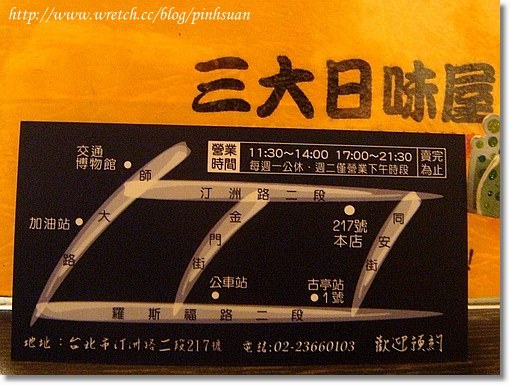 http://www.wretch.cc/blog/pinhsuan
三大日味屋
營業時間
11:30~14:00 17:00~21:30
每週一公休·週二僅營業下午時段
賣完為止
交通
博物館
師大路
汀洲路二段
加油站
金門街
217號
本店
同安街
公車站
古亭站
1號
羅斯福路二段
地址：台北市汀洲路二段217號
電話:02-23660103
歡迎預約